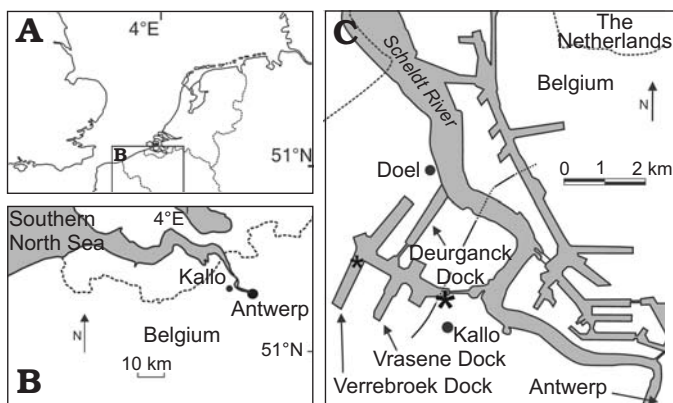 A
4°E
B
51°N
Southern
North Sea
4°E
Kallo
Antwerp
N
Belgium
51°N
10 km
B
C
The
Netherlands
Scheldt River
Belgium
N
Doel
0 1 2 km
Deurganck
Dock
*
*
Kallo
Vrasene Dock
Verrebroek Dock
Antwerp